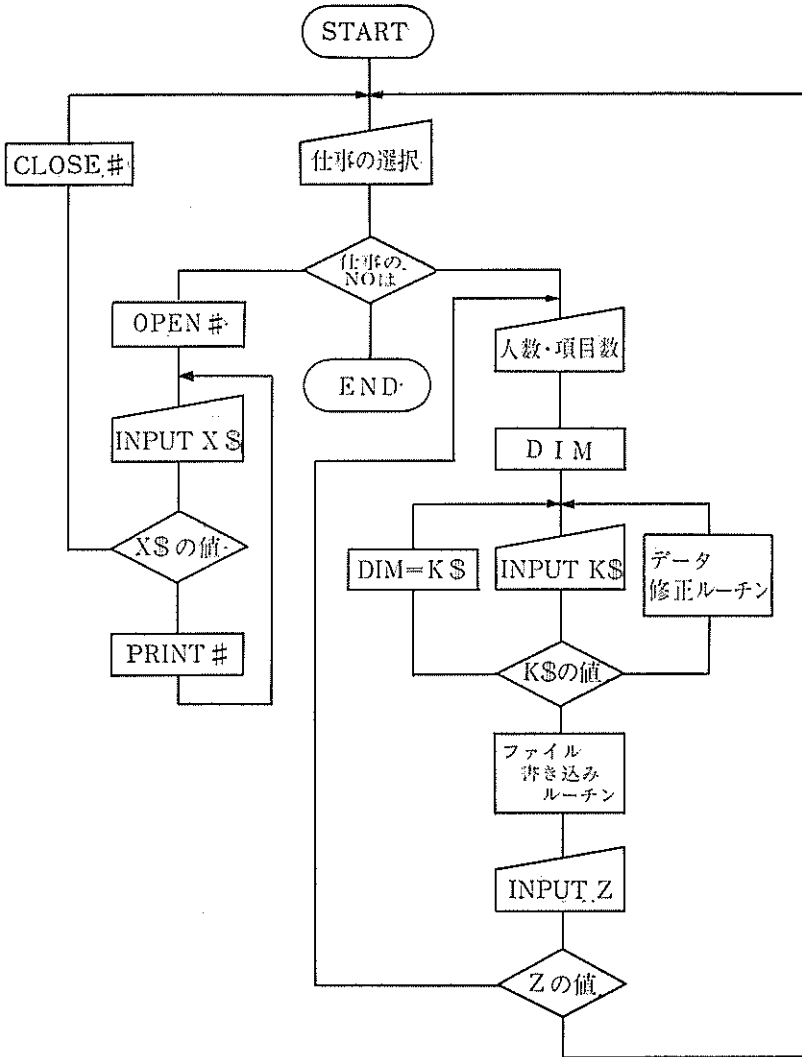 START
CLOSE #
仕事の選択
仕事の
NOは
OPEN #
人数・項目数
END
INPUT X$
DIM
X$の値
DIM=K$
INPUT K$
データ
修正ルーチン
PRINT #
K$の値
ファイル
書き込み
ルーチン
INPUT Z
Zの値